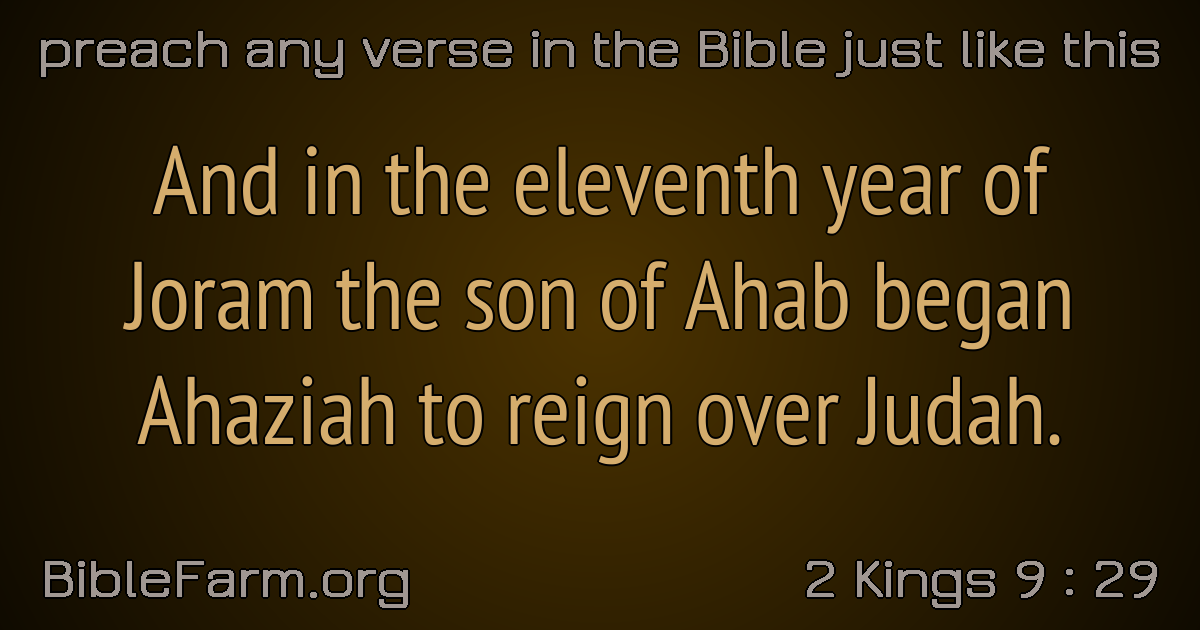 preach any verse in the Bible just like this
And in the eleventh year of
Joram the son of Ahab began
Ahaziah to reign over Judah.
BibleFarm.org
2 Kings 9 : 29